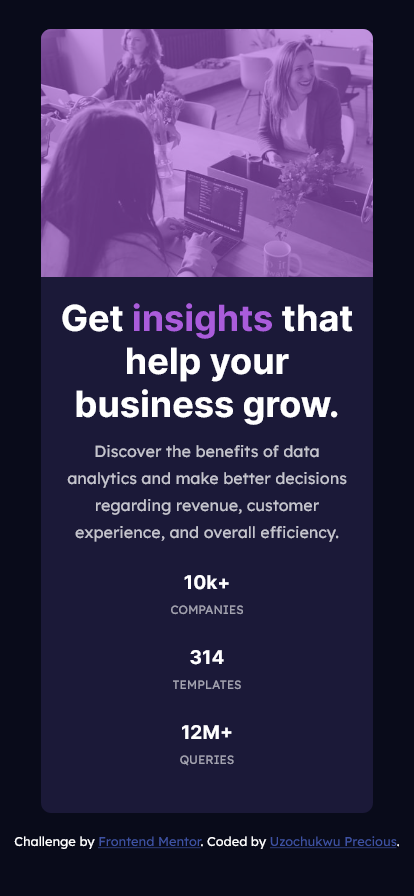 Get insights that
help your
business grow.
Discover the benefits of data
analytics and make better decisions
regarding revenue, customer
experience, and overall efficiency.
10k+
COMPANIES
314
TEMPLATES
12M+
QUERIES
Challenge by Frontend Mentor. Coded by Uzochukwu Precious.